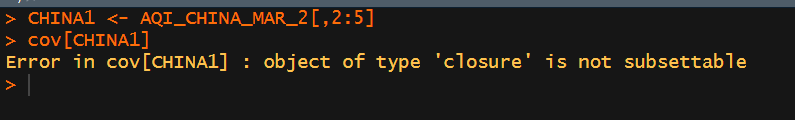 > CHINA1 <- AQI_CHINA_MAR_2[,2:5]
> cov[CHINA1]
Error in cov[CHINA1] : object of type 'closure' is not subsettable
>